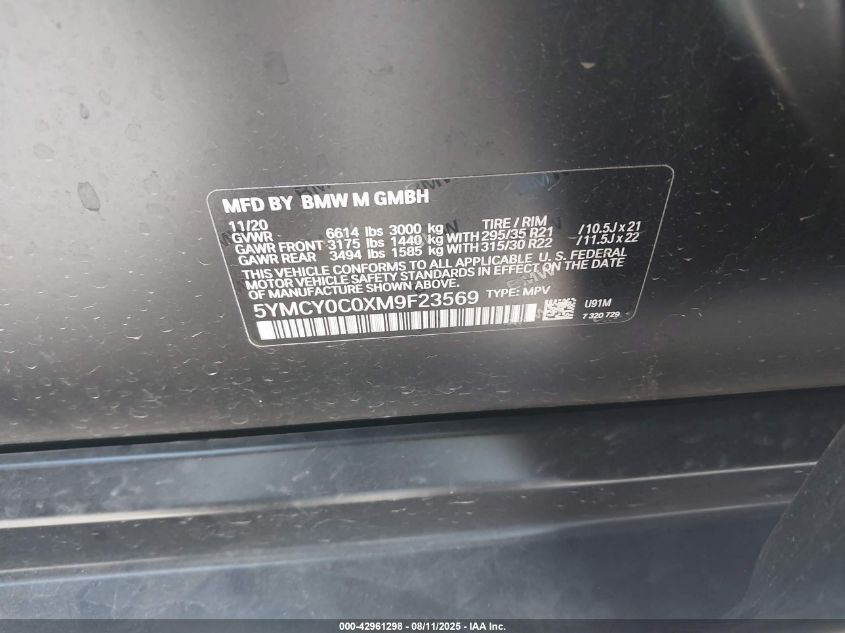 MFD BY BMW M GMBH
11/20 TIRE / RIM
GVWR 6614 lbs 3000 kg
GAWR FRONT 3175 lbs 1440 kg WITH 295/35 R21 /10.5J x 21
GAWR REAR 3494 lbs 1585 kg WITH 315/30 R22 /11.5J x 22
THIS VEHICLE CONFORMS TO ALL APPLICABLE U. S. FEDERAL
MOTOR VEHICLE SAFETY STANDARDS IN EFFECT ON THE DATE OF
MANUFACTURE SHOWN ABOVE.
5YMCY0C0XM9F23569 TYPE: MPV
U91M
7 320 729
000-42961298 - 08/11/2025 - IAA Inc.